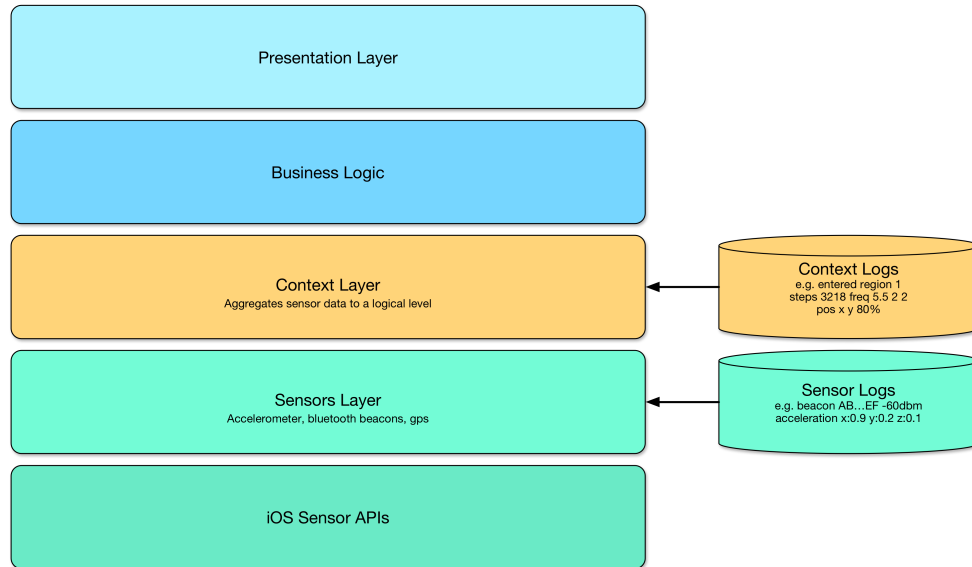 Presentation Layer
Business Logic
Context Layer
Aggregates sensor data to a logical level
Context Logs
e.g. entered region 1
steps 3218 freq 5.5 2 2
pos x y 80%
Sensors Layer
Accelerometer, bluetooth beacons, gps
Sensor Logs
e.g. beacon AB...EF -60dbm
acceleration x:0.9 y:0.2 z:0.1
iOS Sensor APIs